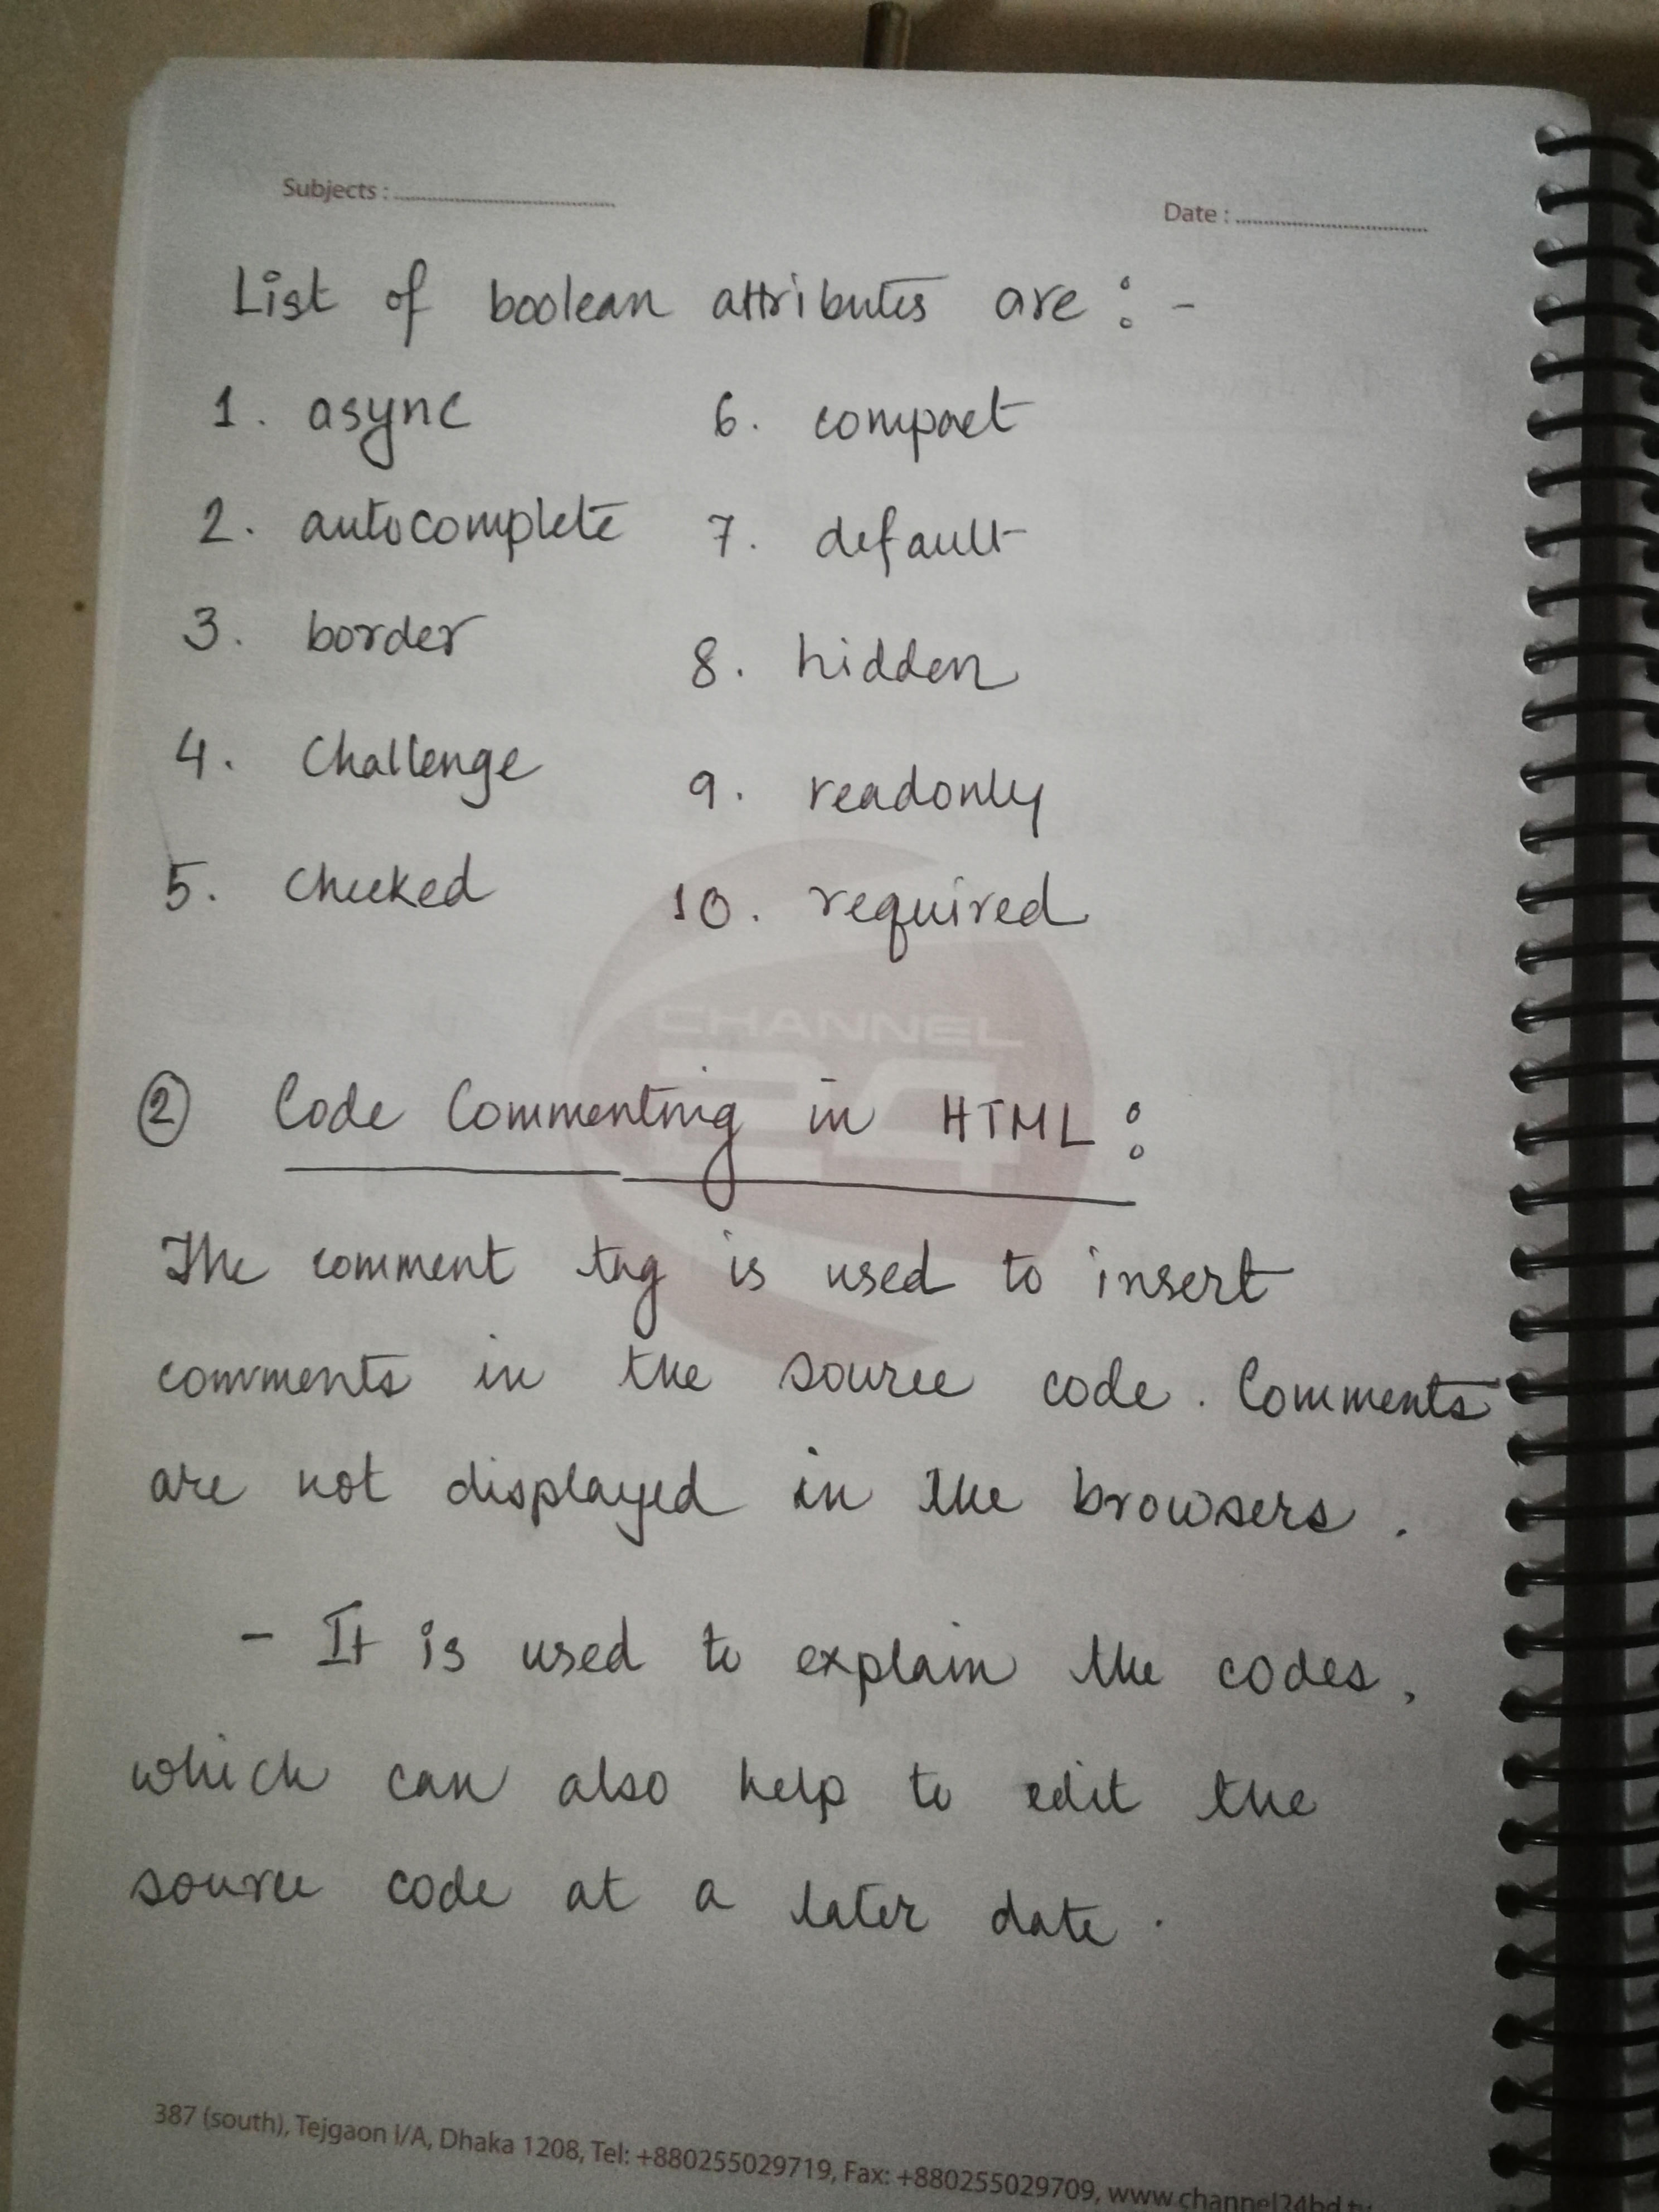 Subjects : ........................
Date : ........................
List of boolean attributes are : -
1. async
6. compact
2. autocomplete
7. default
3. border
8. hidden
4. Challenge
9. readonly
5. Checked
10. required
CHANNEL
24
② Code Commenting in HTML :
The comment tag is used to insert
comments in the source code. Comments
are not displayed in the browsers.
- It is used to explain the codes,
which can also help to edit the
source code at a later date.
387 (south), Tejgaon I/A, Dhaka 1208, Tel: +880255029719, Fax: +880255029709, www.channel24bd.tv